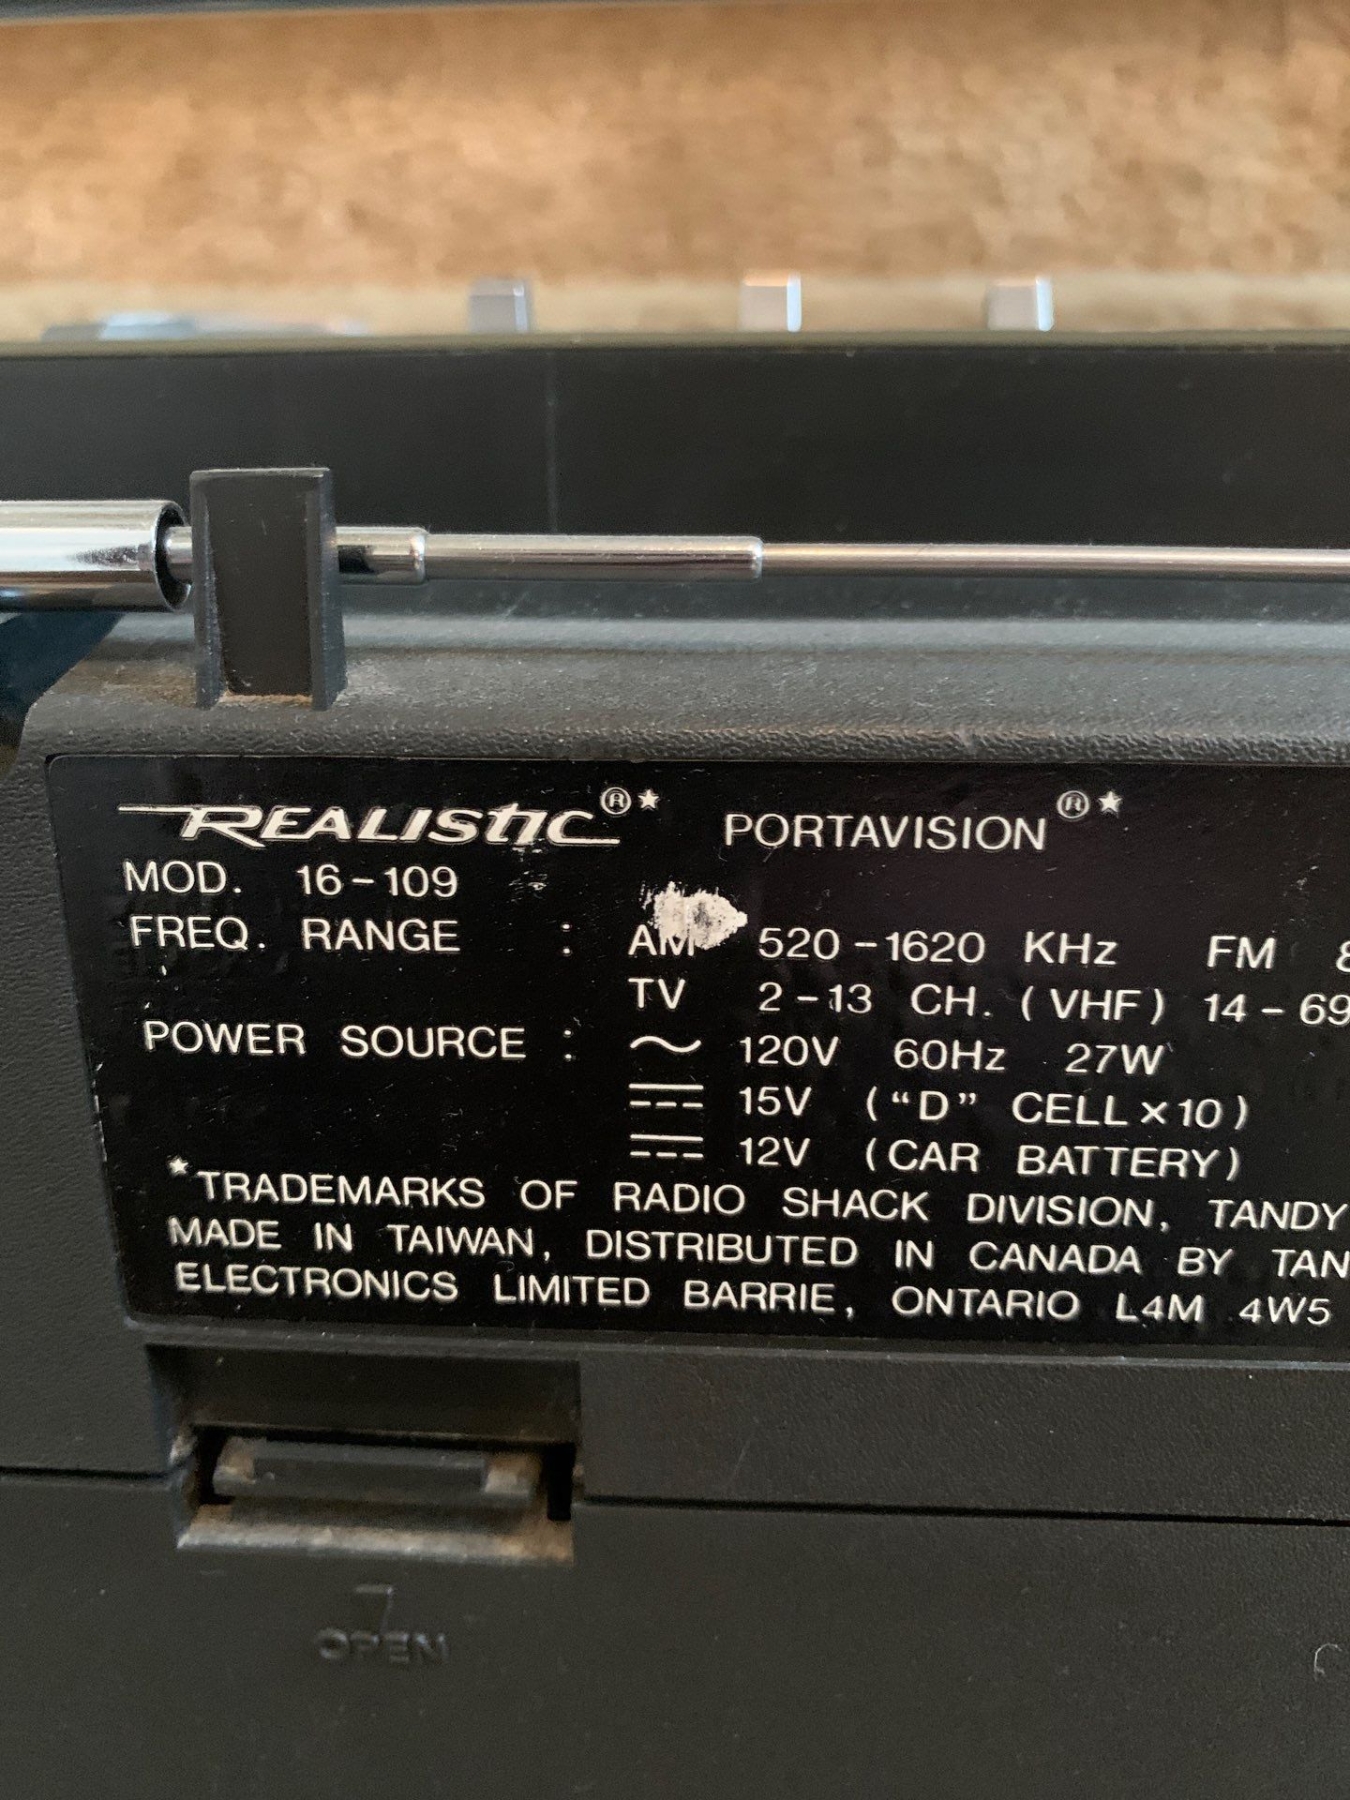 REALISTIC®★ PORTAVISION®★
MOD. 16-109
FREQ. RANGE : AM 520-1620 KHz FM
TV 2-13 CH. (VHF) 14-69
POWER SOURCE : ~ 120V 60Hz 27W
⎓ 15V ("D" CELL×10)
⎓ 12V (CAR BATTERY)
★TRADEMARKS OF RADIO SHACK DIVISION, TANDY
MADE IN TAIWAN, DISTRIBUTED IN CANADA BY TAN
ELECTRONICS LIMITED BARRIE, ONTARIO L4M 4W5
OPEN